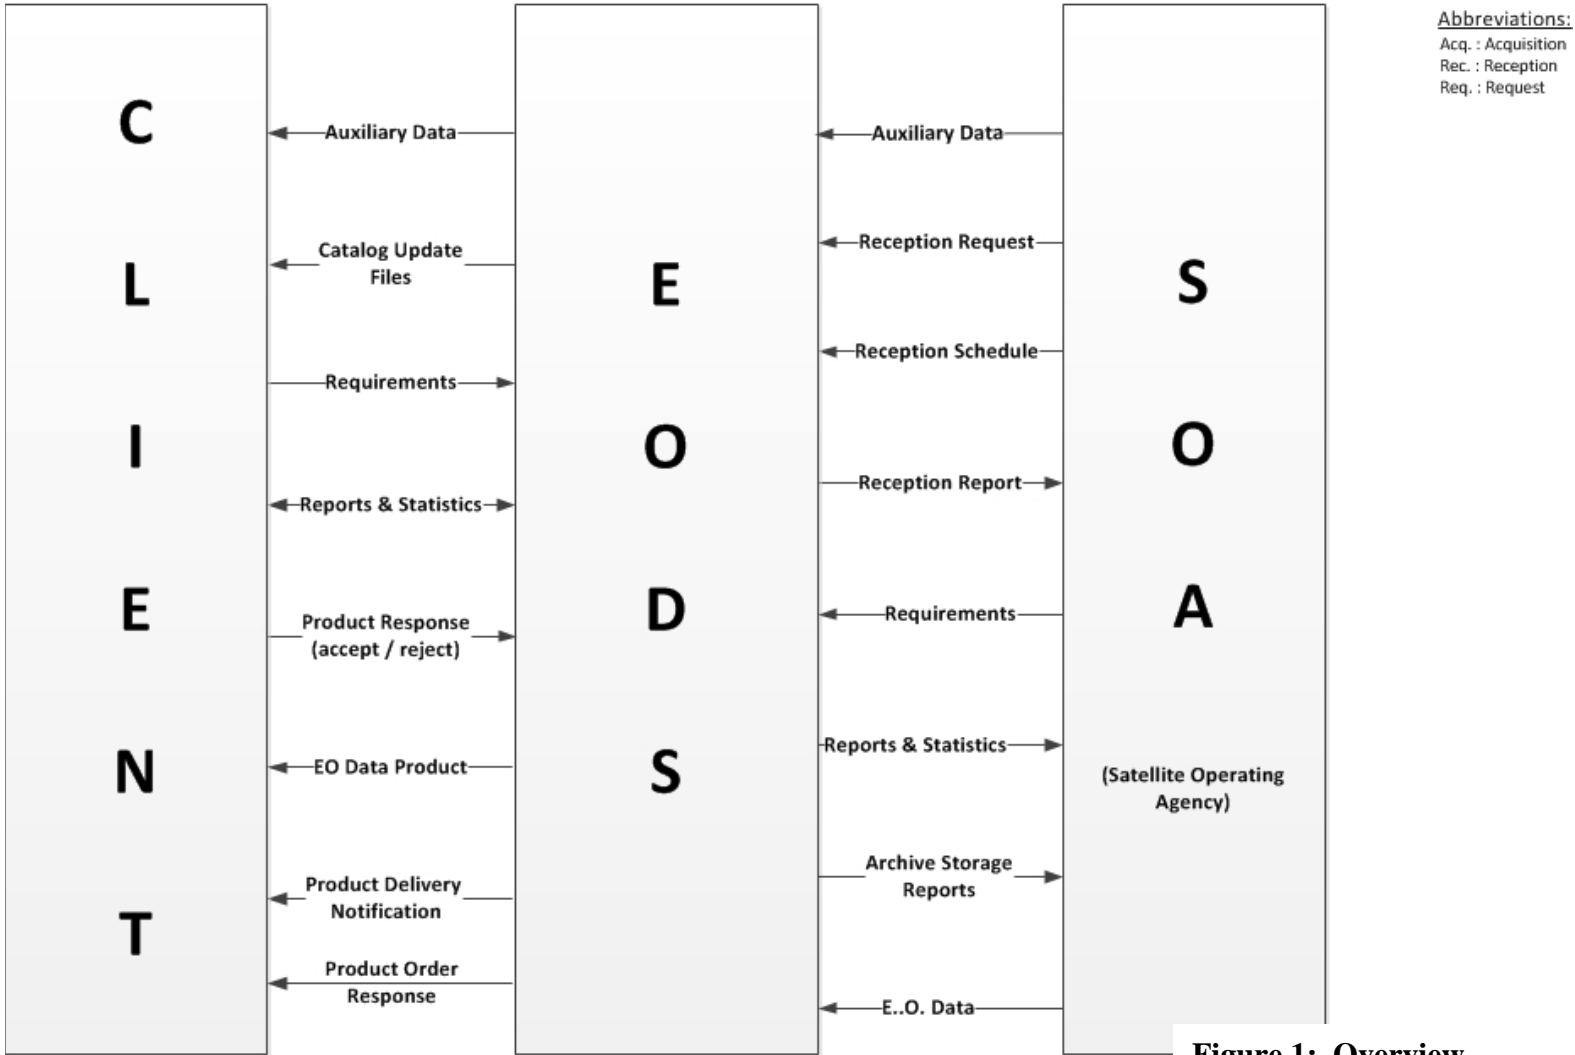 Abbreviations:
Acq. : Acquisition
Rec. : Reception
Req. : Request
C
L
I
E
N
T
Auxiliary Data
Catalog Update
Files
Requirements
Reports & Statistics
Product Response
(accept / reject)
EO Data Product
Product Delivery
Notification
Product Order
Response
E
O
D
S
Auxiliary Data
Reception Request
Reception Schedule
Reception Report
Requirements
Reports & Statistics
Archive Storage
Reports
E..O. Data
S
O
A
(Satellite Operating
Agency)
Figure 1: Overview